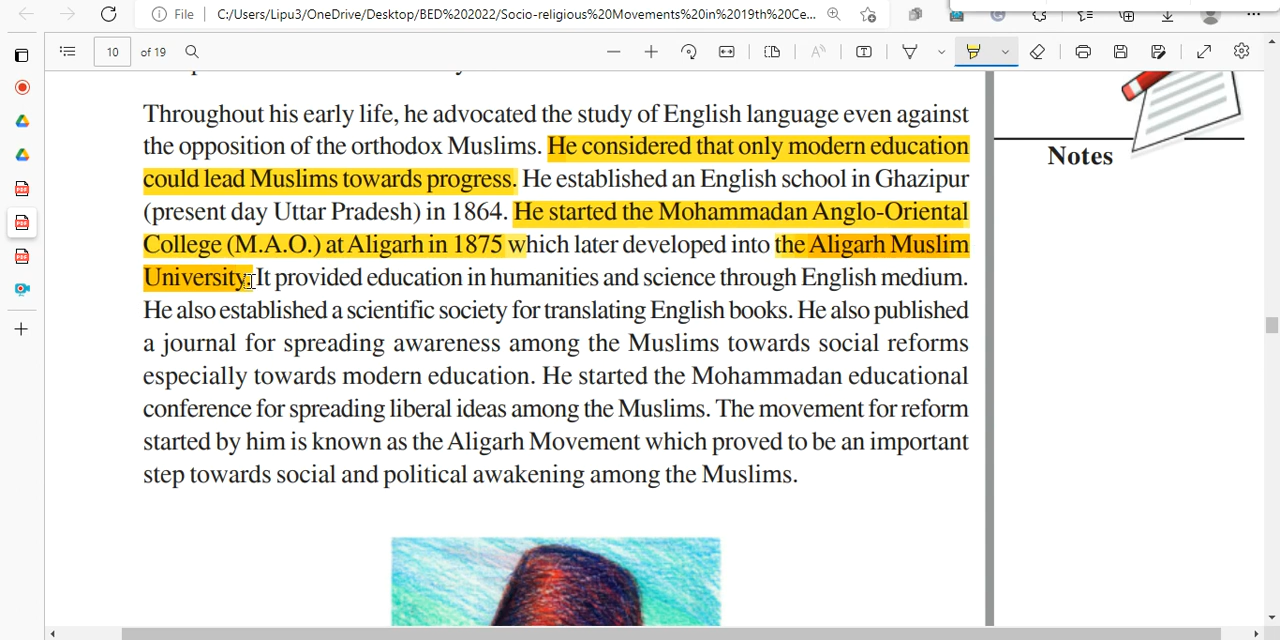 File
C:/Users/Lipu3/OneDrive/Desktop/BED%202022/Socio-religious%20Movements%20in%2019th%20Ce...
10 of 19
Throughout his early life, he advocated the study of English language even against
the opposition of the orthodox Muslims. He considered that only modern education
could lead Muslims towards progress. He established an English school in Ghazipur
(present day Uttar Pradesh) in 1864. He started the Mohammadan Anglo-Oriental
College (M.A.O.) at Aligarh in 1875 which later developed into the Aligarh Muslim
University. It provided education in humanities and science through English medium.
He also established a scientific society for translating English books. He also published
a journal for spreading awareness among the Muslims towards social reforms
especially towards modern education. He started the Mohammadan educational
conference for spreading liberal ideas among the Muslims. The movement for reform
started by him is known as the Aligarh Movement which proved to be an important
step towards social and political awakening among the Muslims.
Notes